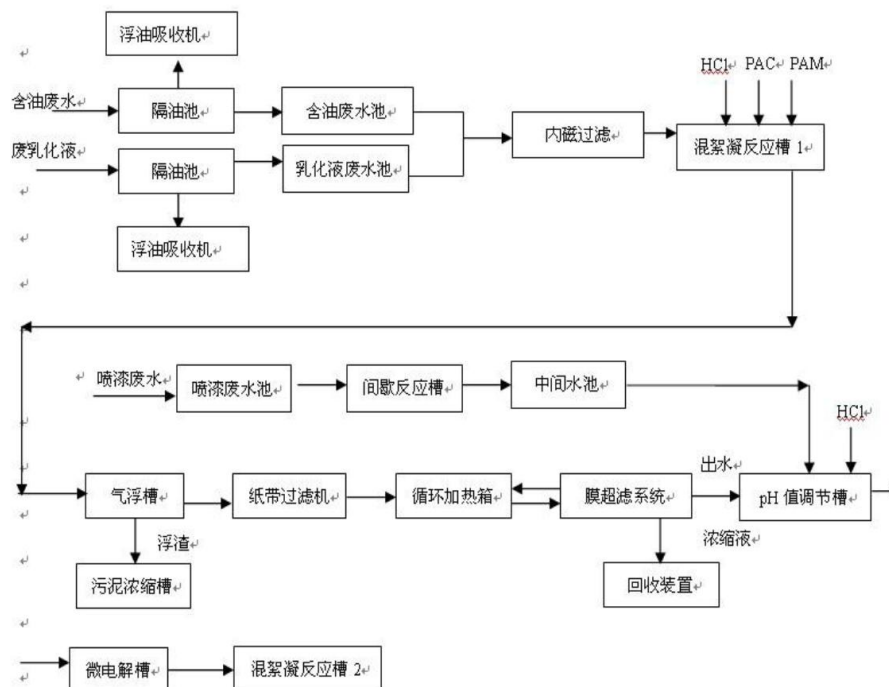 浮油吸收机
HCl PAC PAM
含油废水
隔油池
含油废水池
内磁过滤
混絮凝反应槽 1
废乳化液
隔油池
乳化液废水池
浮油吸收机
喷漆废水
喷漆废水池
间歇反应槽
中间水池
HCl
出水
气浮槽
纸带过滤机
循环加热箱
膜超滤系统
pH 值调节槽
浮渣
浓缩液
污泥浓缩槽
回收装置
微电解槽
混絮凝反应槽 2